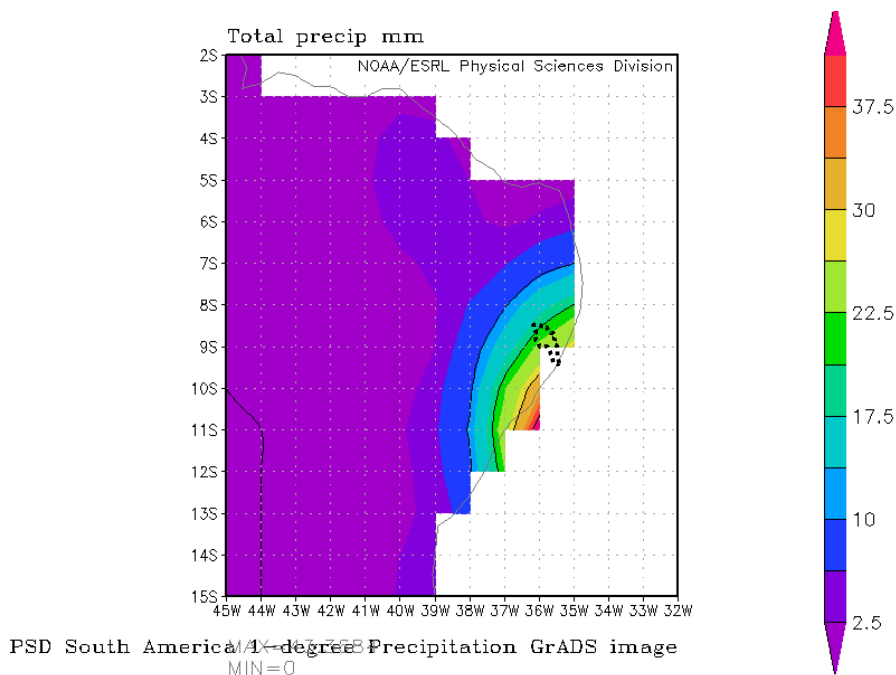 Total precip mm
NOAA/ESRL Physical Sciences Division
2S
3S
4S
5S
6S
7S
8S
9S
10S
11S
12S
13S
14S
15S
45W 44W 43W 42W 41W 40W 39W 38W 37W 36W 35W 34W 33W 32W
37.5
30
22.5
17.5
10
2.5
PSD South America 1-degree Precipitation GrADS image
MIN=0